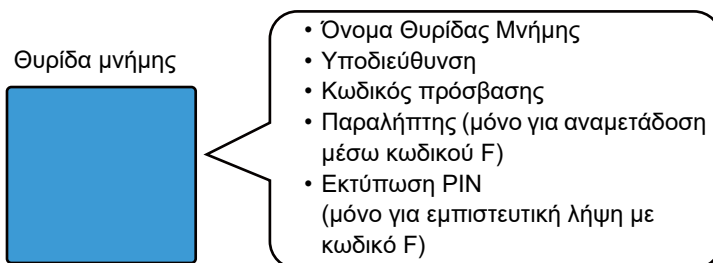 Θυρίδα μνήμης
• Όνομα Θυρίδας Μνήμης
• Υποδιεύθυνση
• Κωδικός πρόσβασης
• Παραλήπτης (μόνο για αναμετάδοση
μέσω κωδικού F)
• Εκτύπωση PIN
(μόνο για εμπιστευτική λήψη με
κωδικό F)